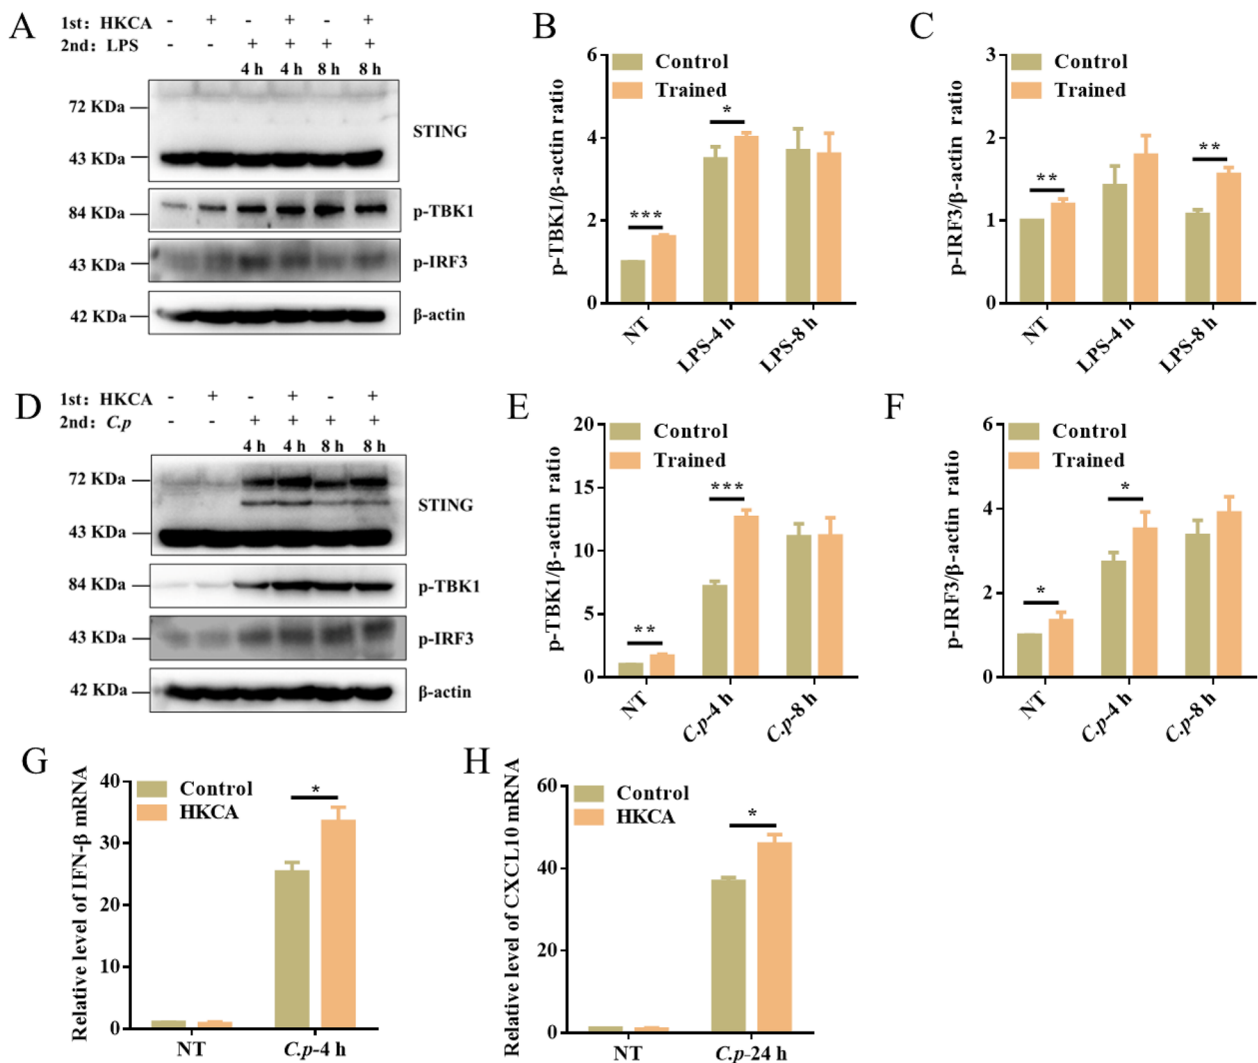 A
1st: HKCA - + - + - +
2nd: LPS - - + + + +
4 h 4 h 8 h 8 h
72 KDa
STING
43 KDa
84 KDa
p-TBK1
43 KDa
p-IRF3
42 KDa
β-actin
B
p-TBK1/β-actin ratio
Control
Trained
6
4
2
0
***
*
NT
LPS-4 h
LPS-8 h
C
p-IRF3/β-actin ratio
Control
Trained
3
2
1
0
**
**
NT
LPS-4 h
LPS-8 h
D
1st: HKCA - + - + - +
2nd: C.p - - + + + +
4 h 4 h 8 h 8 h
72 KDa
STING
43 KDa
84 KDa
p-TBK1
43 KDa
p-IRF3
42 KDa
β-actin
E
p-TBK1/β-actin ratio
Control
Trained
20
15
10
5
0
**
***
NT
C.p-4 h
C.p-8 h
F
p-IRF3/β-actin ratio
Control
Trained
6
4
2
0
*
*
NT
C.p-4 h
C.p-8 h
G
Relative level of IFN-β mRNA
Control
HKCA
40
30
20
10
0
*
NT
C.p-4 h
H
Relative level of CXCL10 mRNA
Control
HKCA
60
40
20
0
*
NT
C.p-24 h